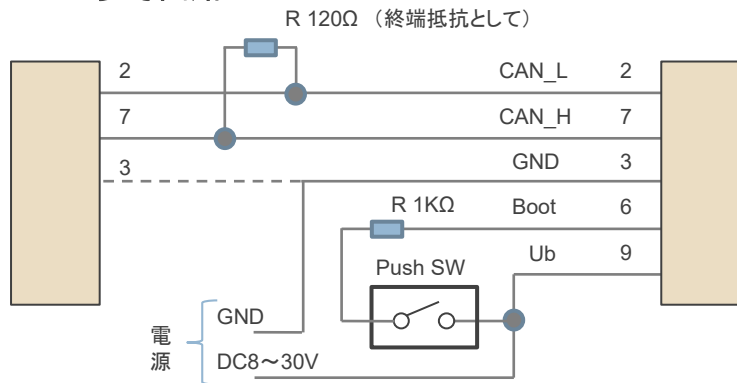 R 120Ω （終端抵抗として）
2 CAN_L 2
7 CAN_H 7
3 GND 3
R 1KΩ Boot 6
Push SW Ub 9
電源
GND
DC8～30V